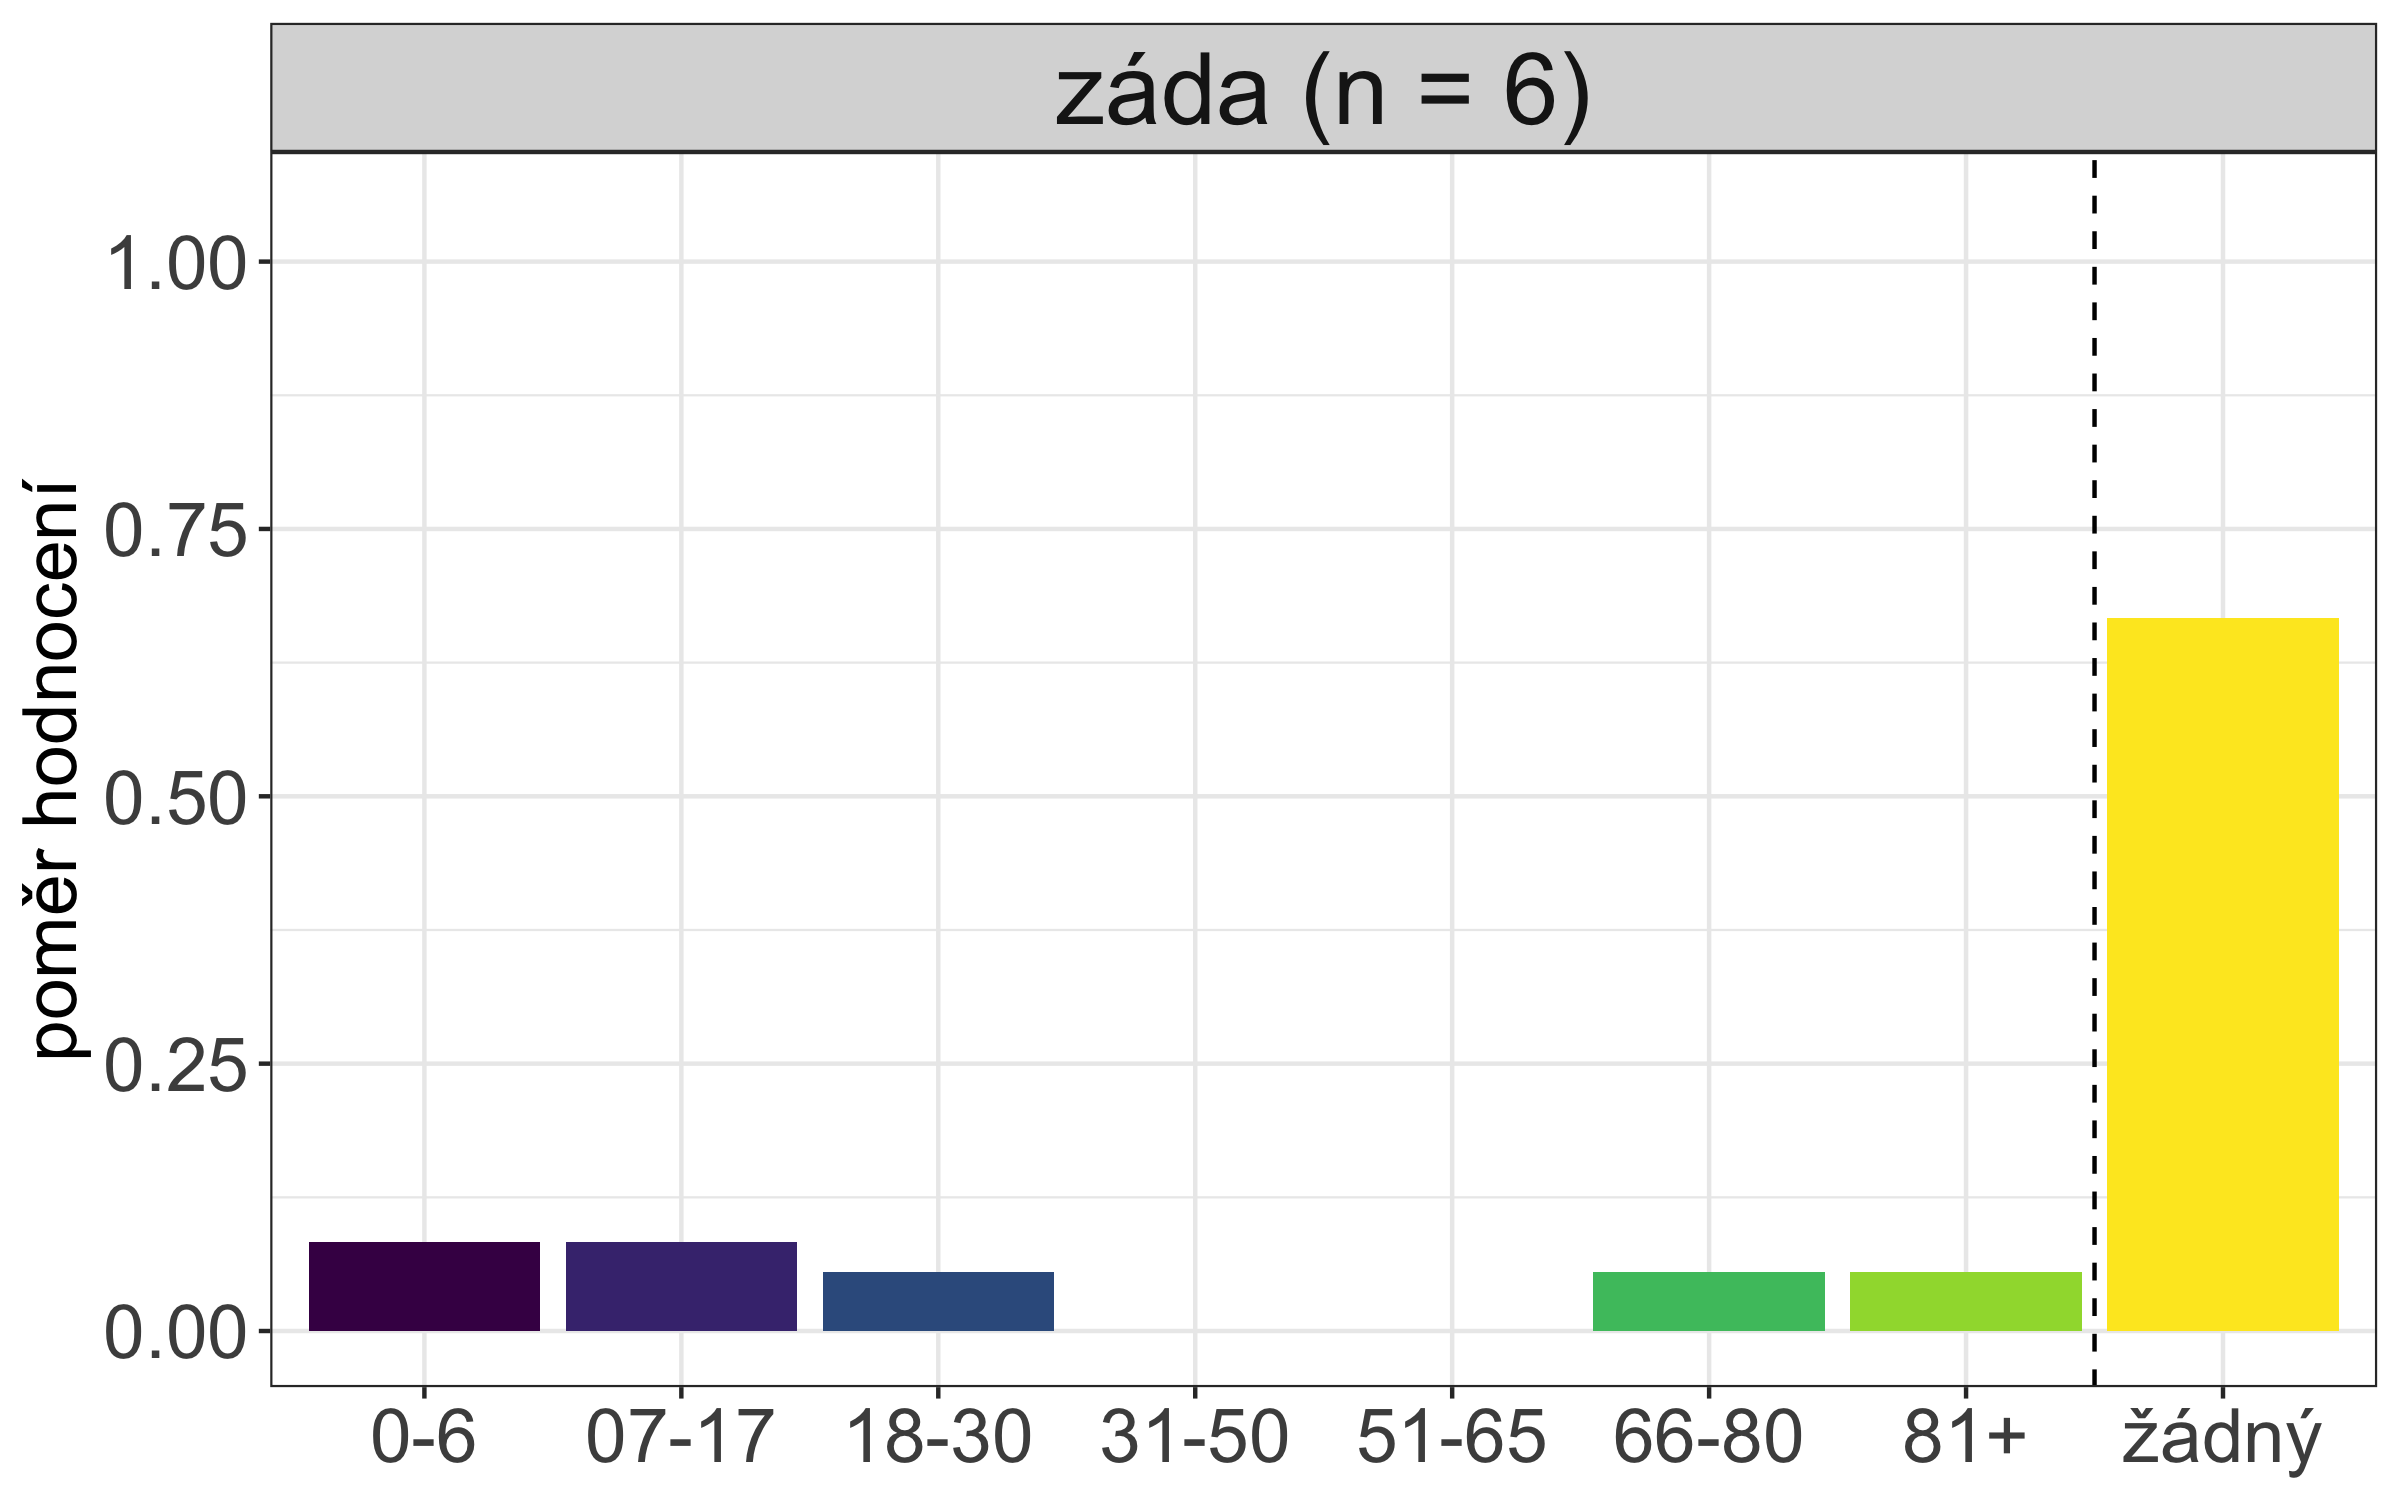 záda (n = 6)
poměr hodnocení
1.00
0.75
0.50
0.25
0.00
0-6 07-17 18-30 31-50 51-65 66-80 81+ žádný